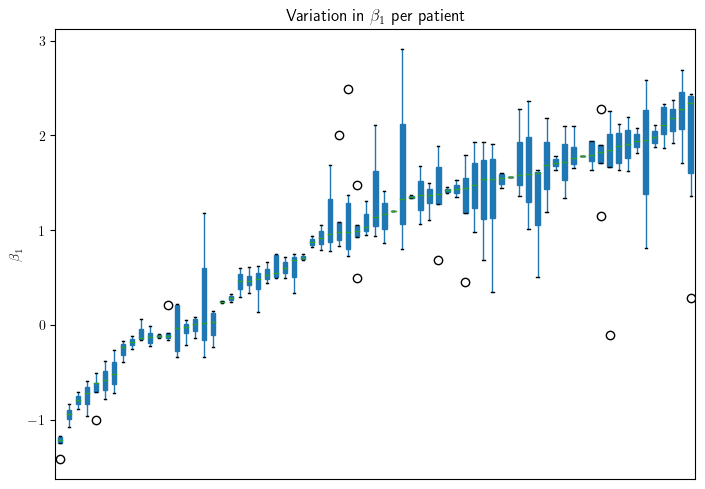 Variation in β₁ per patient
3
2
1
0
−1
β₁